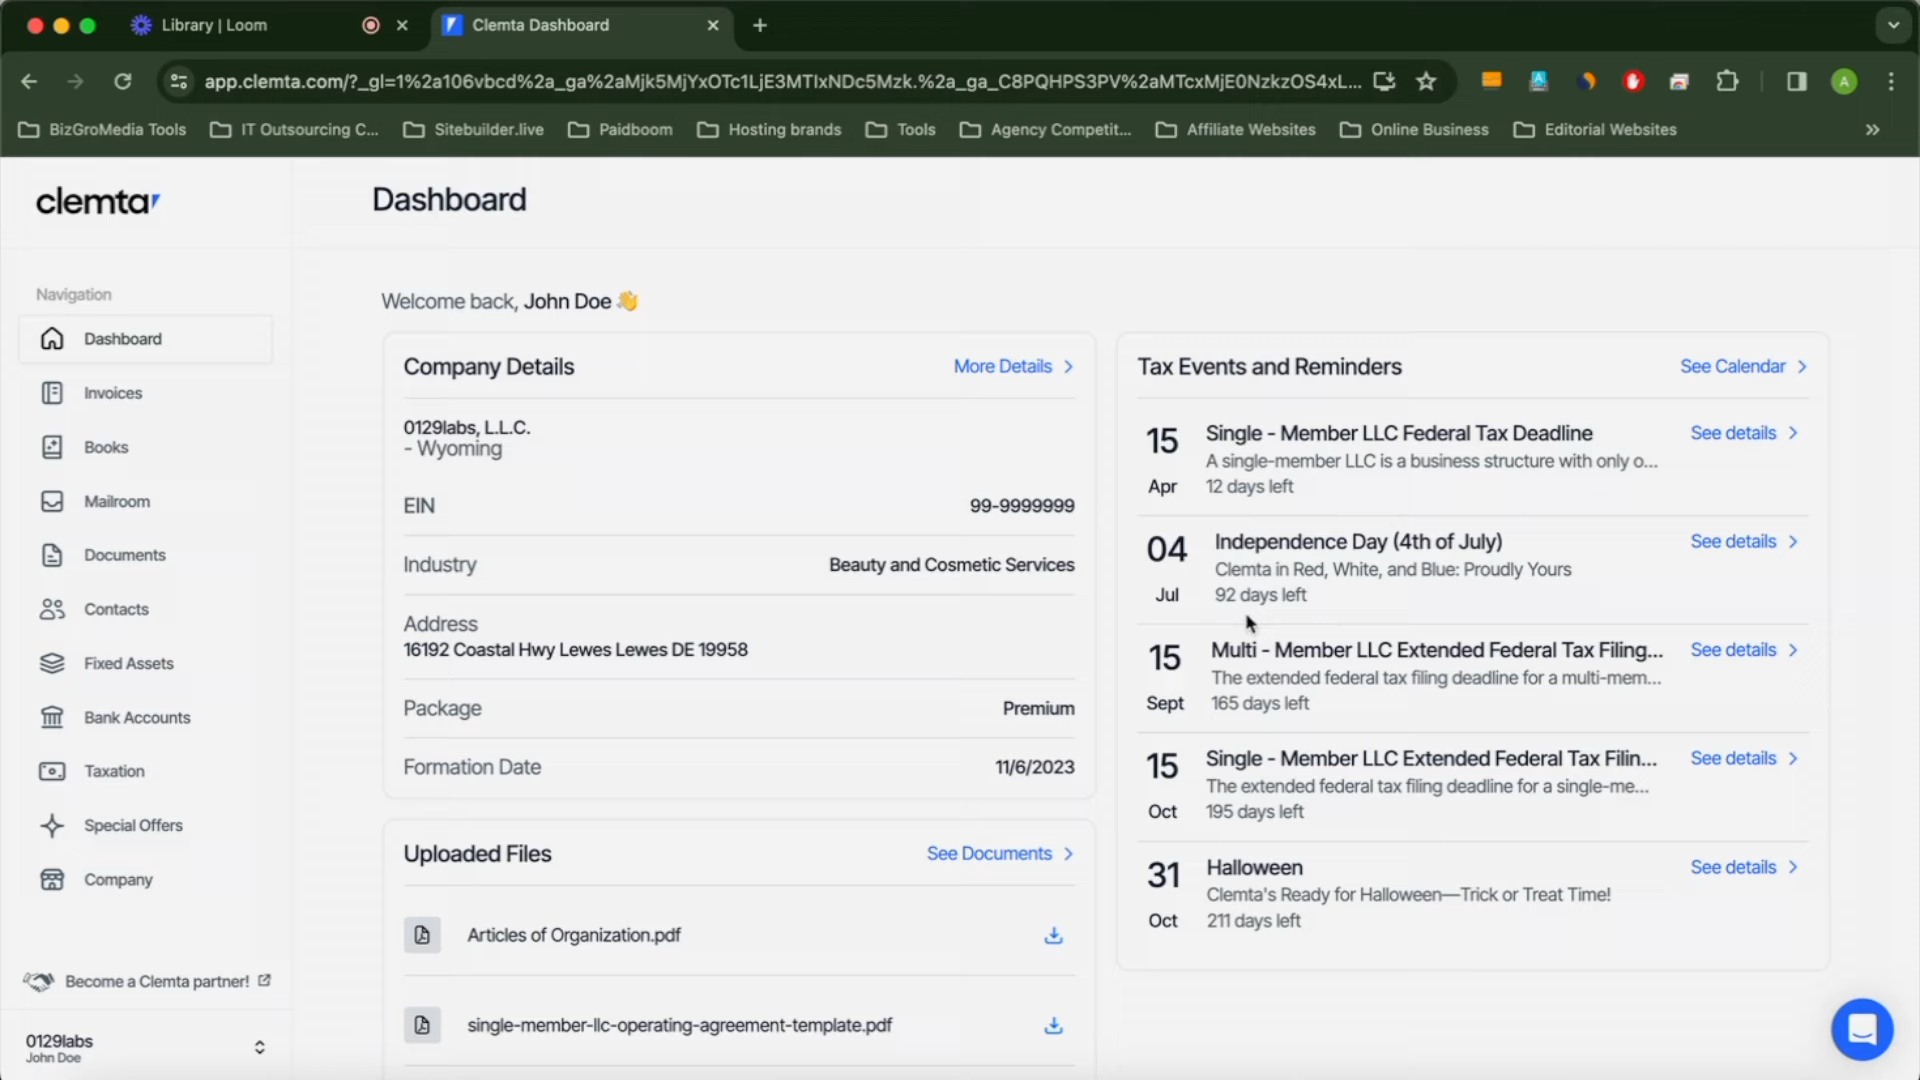 Library | Loom
Clemta Dashboard
app.clemta.com/?_gl=1%2a106vbcd%2a_ga%2aMjk5MjYxOTc1LjE3MTIxNDc5Mzk.%2a_ga_C8PQHPS3PV%2aMTcxMjE0NzkzOS4xL...
A
BizGroMedia Tools
IT Outsourcing C...
Sitebuilder.live
Paidboom
Hosting brands
Tools
Agency Competit...
Affiliate Websites
Online Business
Editorial Websites
clemta
Dashboard
Navigation
Dashboard
Invoices
Books
Mailroom
Documents
Contacts
Fixed Assets
Bank Accounts
Taxation
Special Offers
Company
Become a Clemta partner!
0129labs
John Doe
Welcome back, John Doe 👋
Company Details
More Details
0129labs, L.L.C.
- Wyoming
EIN 99-9999999
Industry Beauty and Cosmetic Services
Address
16192 Coastal Hwy Lewes Lewes DE 19958
Package Premium
Formation Date 11/6/2023
Uploaded Files
See Documents
Articles of Organization.pdf
single-member-llc-operating-agreement-template.pdf
Tax Events and Reminders
See Calendar
15 Apr
Single - Member LLC Federal Tax Deadline
See details
A single-member LLC is a business structure with only o...
12 days left
04 Jul
Independence Day (4th of July)
See details
Clemta in Red, White, and Blue: Proudly Yours
92 days left
15 Sept
Multi - Member LLC Extended Federal Tax Filing...
See details
The extended federal tax filing deadline for a multi-mem...
165 days left
15 Oct
Single - Member LLC Extended Federal Tax Filin...
See details
The extended federal tax filing deadline for a single-me...
195 days left
31 Oct
Halloween
See details
Clemta's Ready for Halloween—Trick or Treat Time!
211 days left